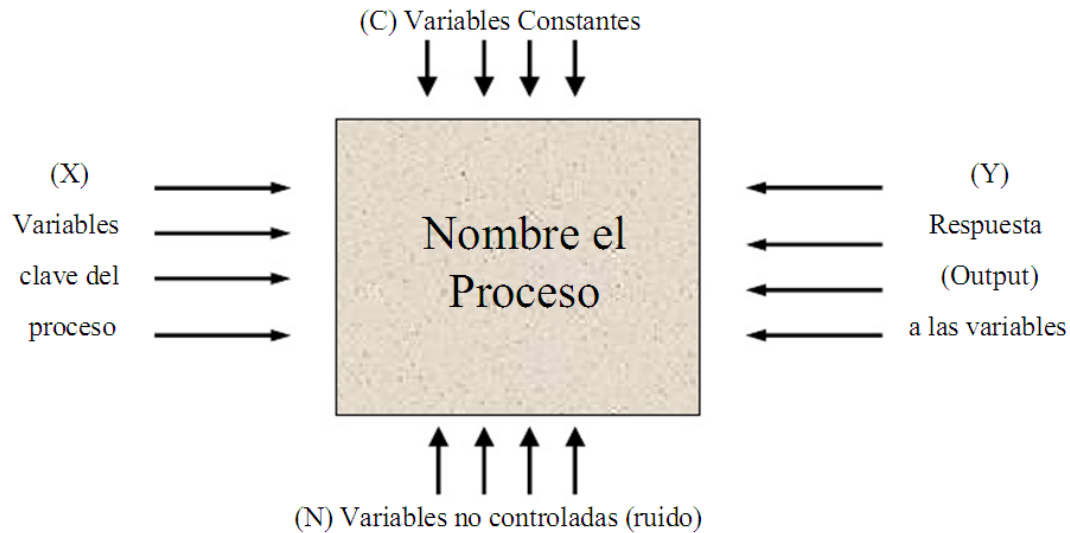 (C) Variables Constantes
(X)
Variables
clave del
proceso
Nombre el
Proceso
(Y)
Respuesta
(Output)
a las variables
(N) Variables no controladas (ruido)